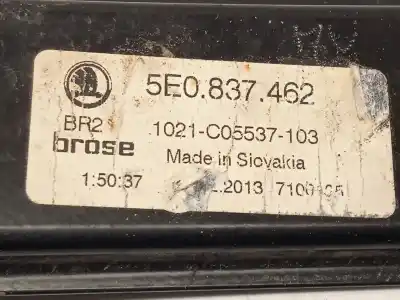 5E0.837.462
BR2
1021-C05537-103
brose
Made in Slovakia
1:50:37 .2013